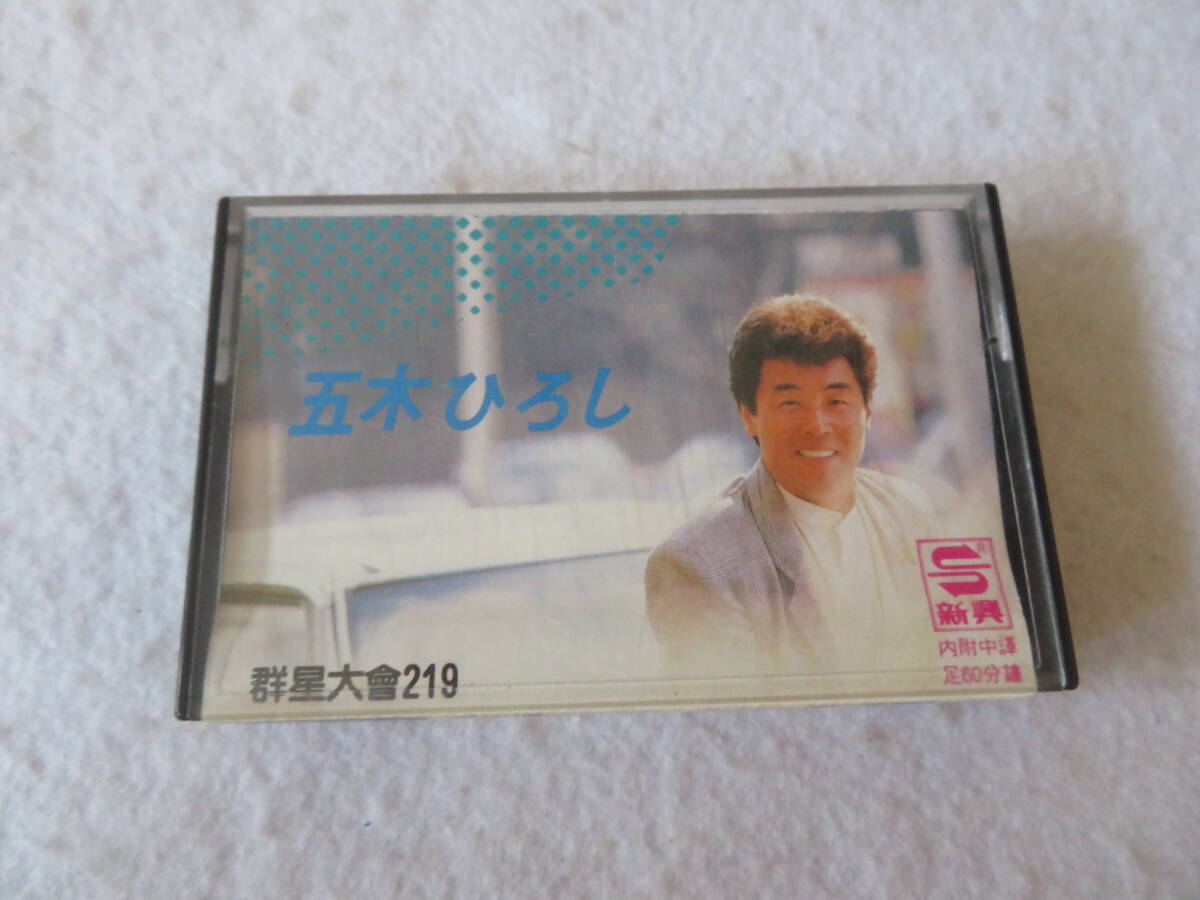 五木ひろし
新興
內附中譯
足60分鐘
群星大會219